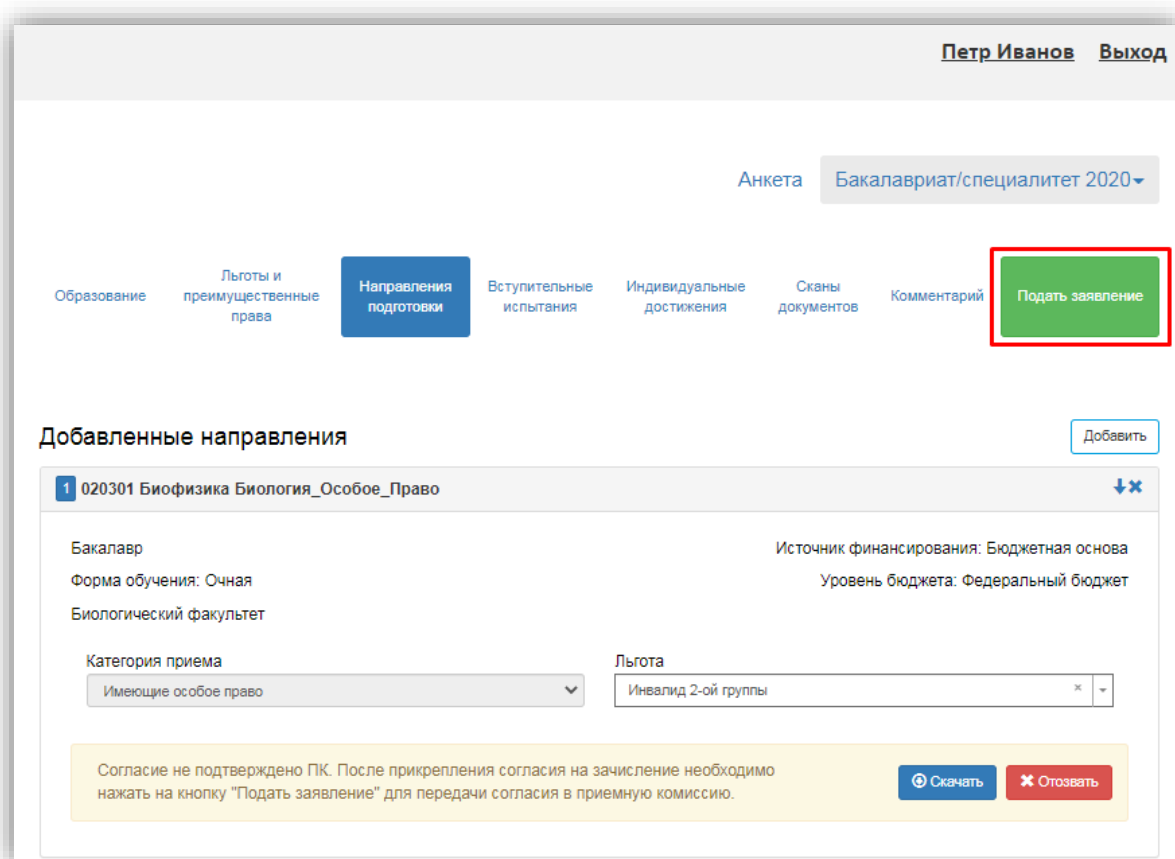 Петр Иванов Выход
Анкета Бакалавриат/специалитет 2020
Образование
Льготы и
преимущественные
права
Направления
подготовки
Вступительные
испытания
Индивидуальные
достижения
Сканы
документов
Комментарий
Подать заявление
Добавленные направления
Добавить
1 020301 Биофизика Биология_Особое_Право
Бакалавр
Источник финансирования: Бюджетная основа
Форма обучения: Очная
Уровень бюджета: Федеральный бюджет
Биологический факультет
Категория приема
Льгота
Имеющие особое право
Инвалид 2-ой группы
Согласие не подтверждено ПК. После прикрепления согласия на зачисление необходимо
нажать на кнопку "Подать заявление" для передачи согласия в приемную комиссию.
Скачать
Отозвать